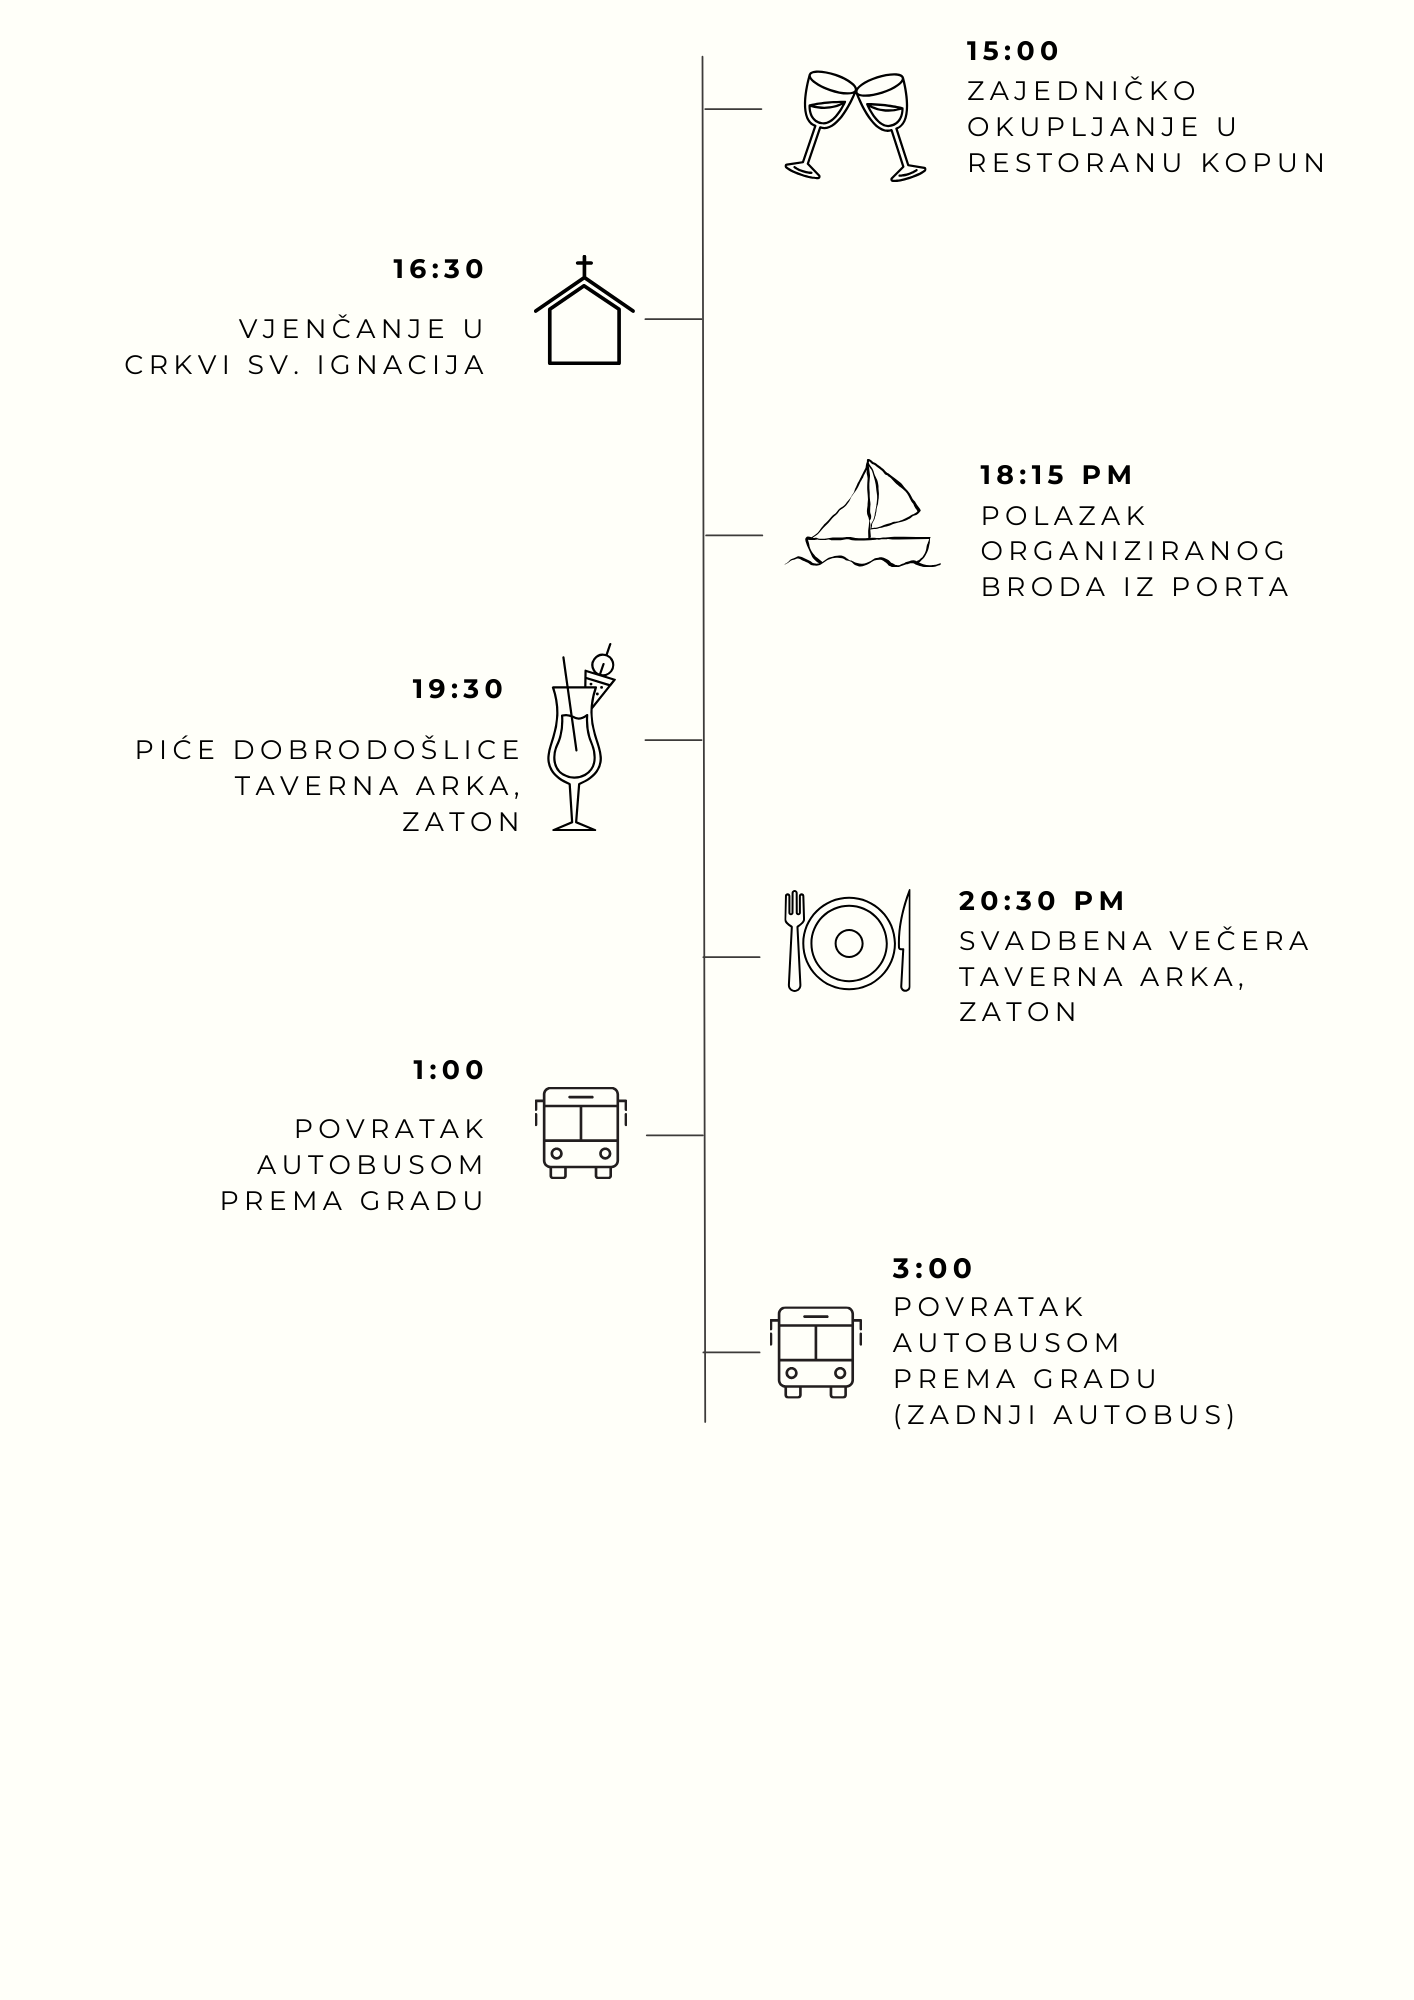 15:00
ZAJEDNIČKO
OKUPLJANJE U
RESTORANU KOPUN
16:30
VJENČANJE U
CRKVI SV. IGNACIJA
18:15 PM
POLAZAK
ORGANIZIRANOG
BRODA IZ PORTA
19:30
PIĆE DOBRODOŠLICE
TAVERNA ARKA,
ZATON
20:30 PM
SVADBENA VEČERA
TAVERNA ARKA,
ZATON
1:00
POVRATAK
AUTOBUSOM
PREMA GRADU
3:00
POVRATAK
AUTOBUSOM
PREMA GRADU
(ZADNJI AUTOBUS)